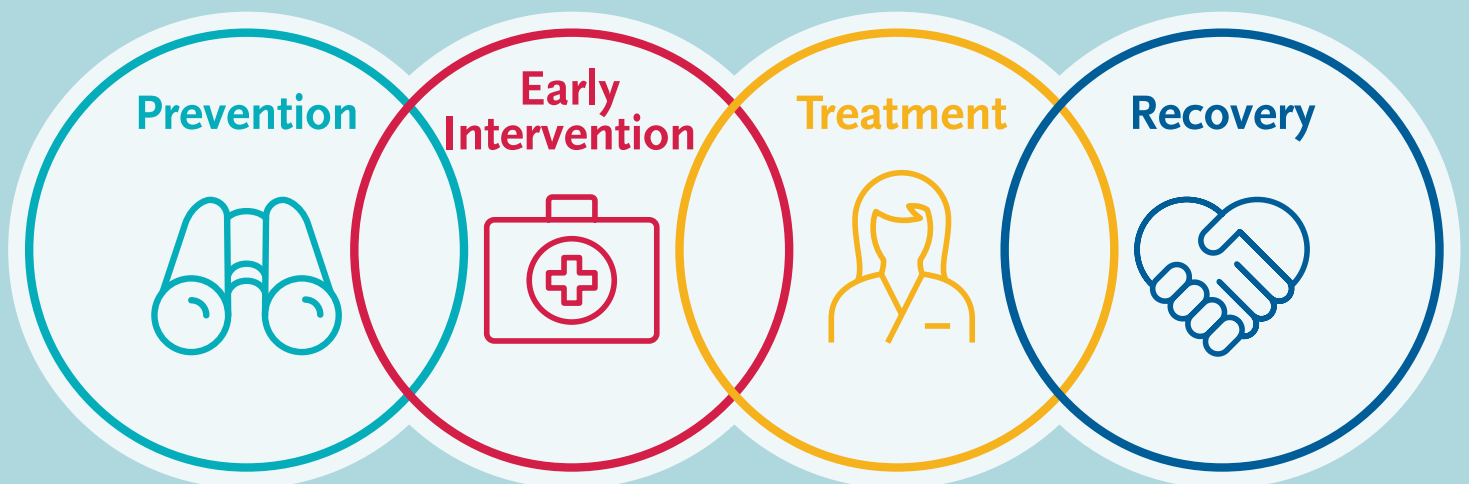 Prevention
Early
Intervention
Treatment
Recovery